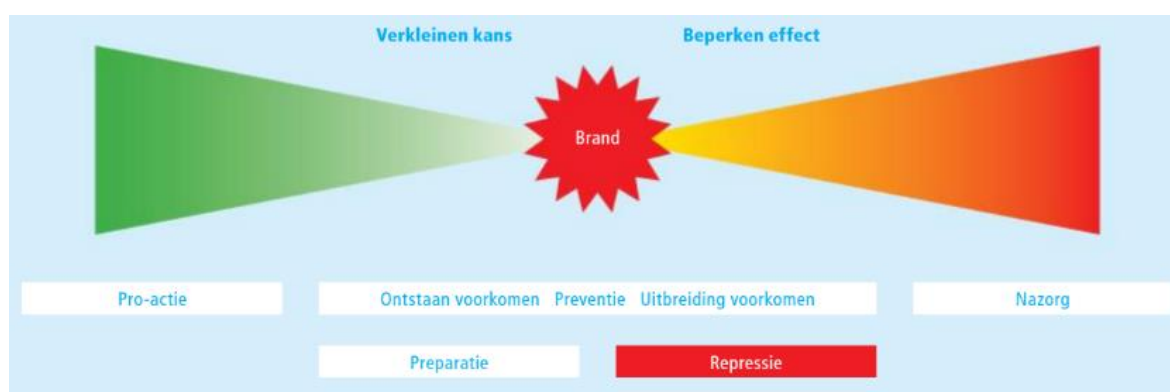 Verkleinen kans Beperken effect
Brand
Pro-actie Ontstaan voorkomen Preventie Uitbreiding voorkomen Nazorg
Preparatie Repressie